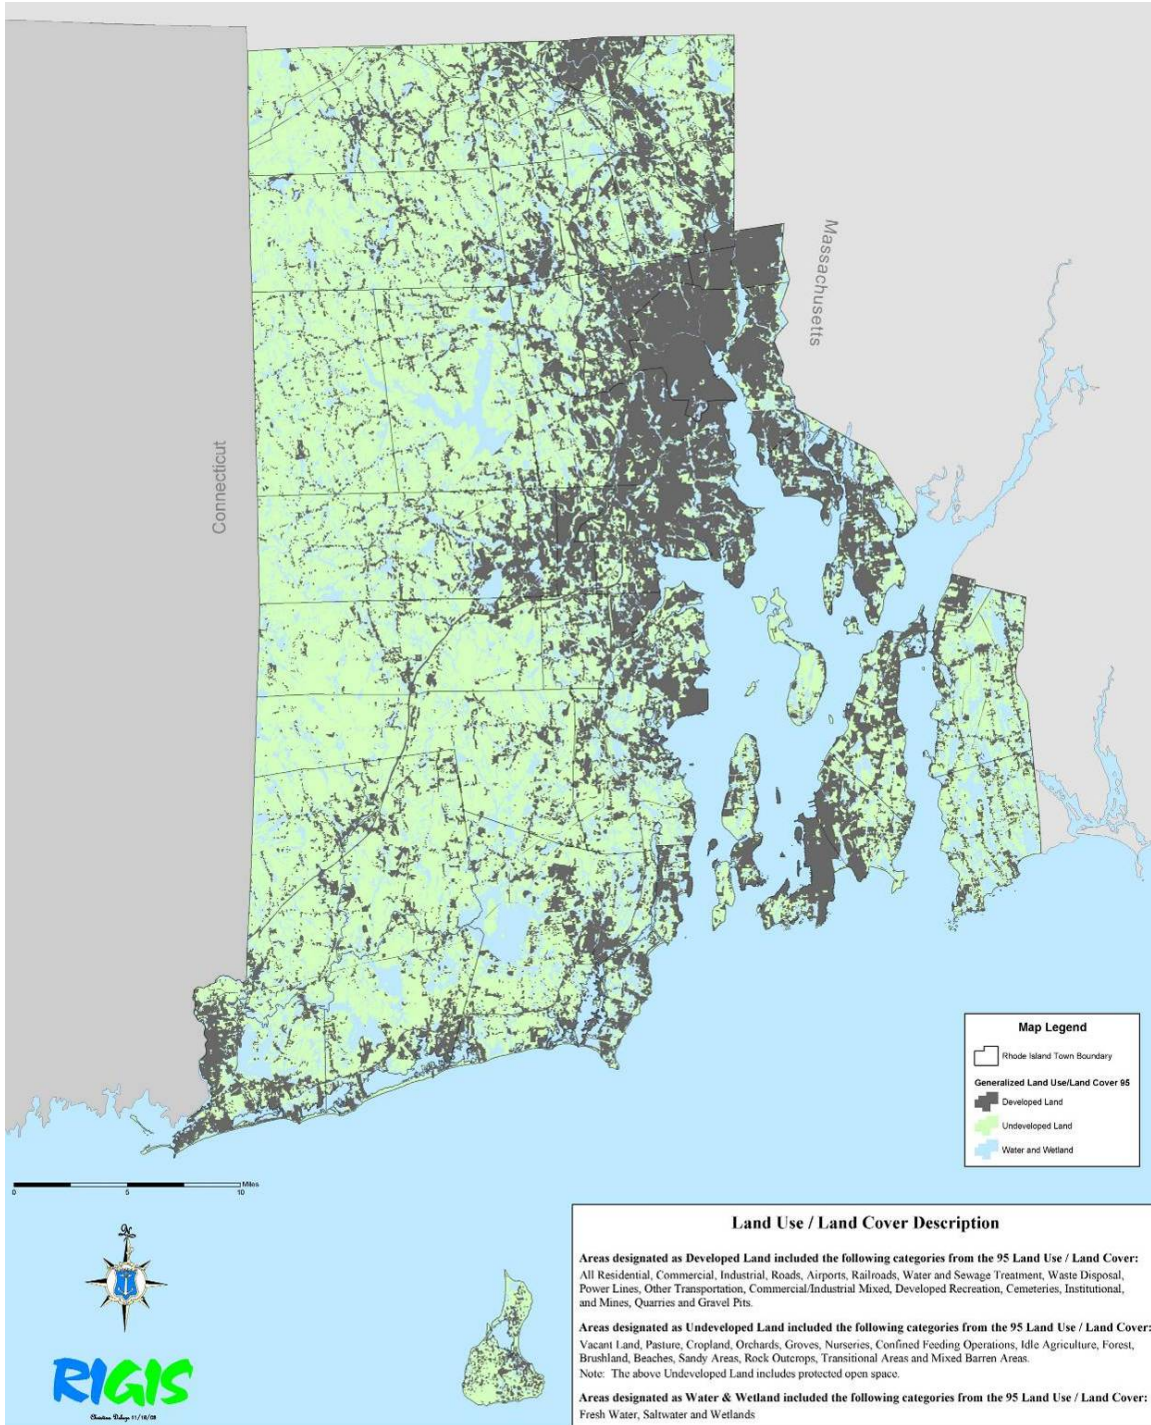 Massachusetts
Connecticut
Map Legend
Rhode Island Town Boundary
Generalized Land Use/Land Cover 95
Developed Land
Undeveloped Land
Water and Wetland
Miles
0 5 10
N
Land Use / Land Cover Description
Areas designated as Developed Land included the following categories from the 95 Land Use / Land Cover:
All Residential, Commercial, Industrial, Roads, Airports, Railroads, Water and Sewage Treatment, Waste Disposal,
Power Lines, Other Transportation, Commercial/Industrial Mixed, Developed Recreation, Cemeteries, Institutional,
and Mines, Quarries and Gravel Pits.
Areas designated as Undeveloped Land included the following categories from the 95 Land Use / Land Cover:
Vacant Land, Pasture, Cropland, Orchards, Groves, Nurseries, Confined Feeding Operations, Idle Agriculture, Forest,
Brushland, Beaches, Sandy Areas, Rock Outcrops, Transitional Areas and Mixed Barren Areas.
Note: The above Undeveloped Land includes protected open space.
Areas designated as Water & Wetland included the following categories from the 95 Land Use / Land Cover:
Fresh Water, Saltwater and Wetlands
RIGIS
Christina